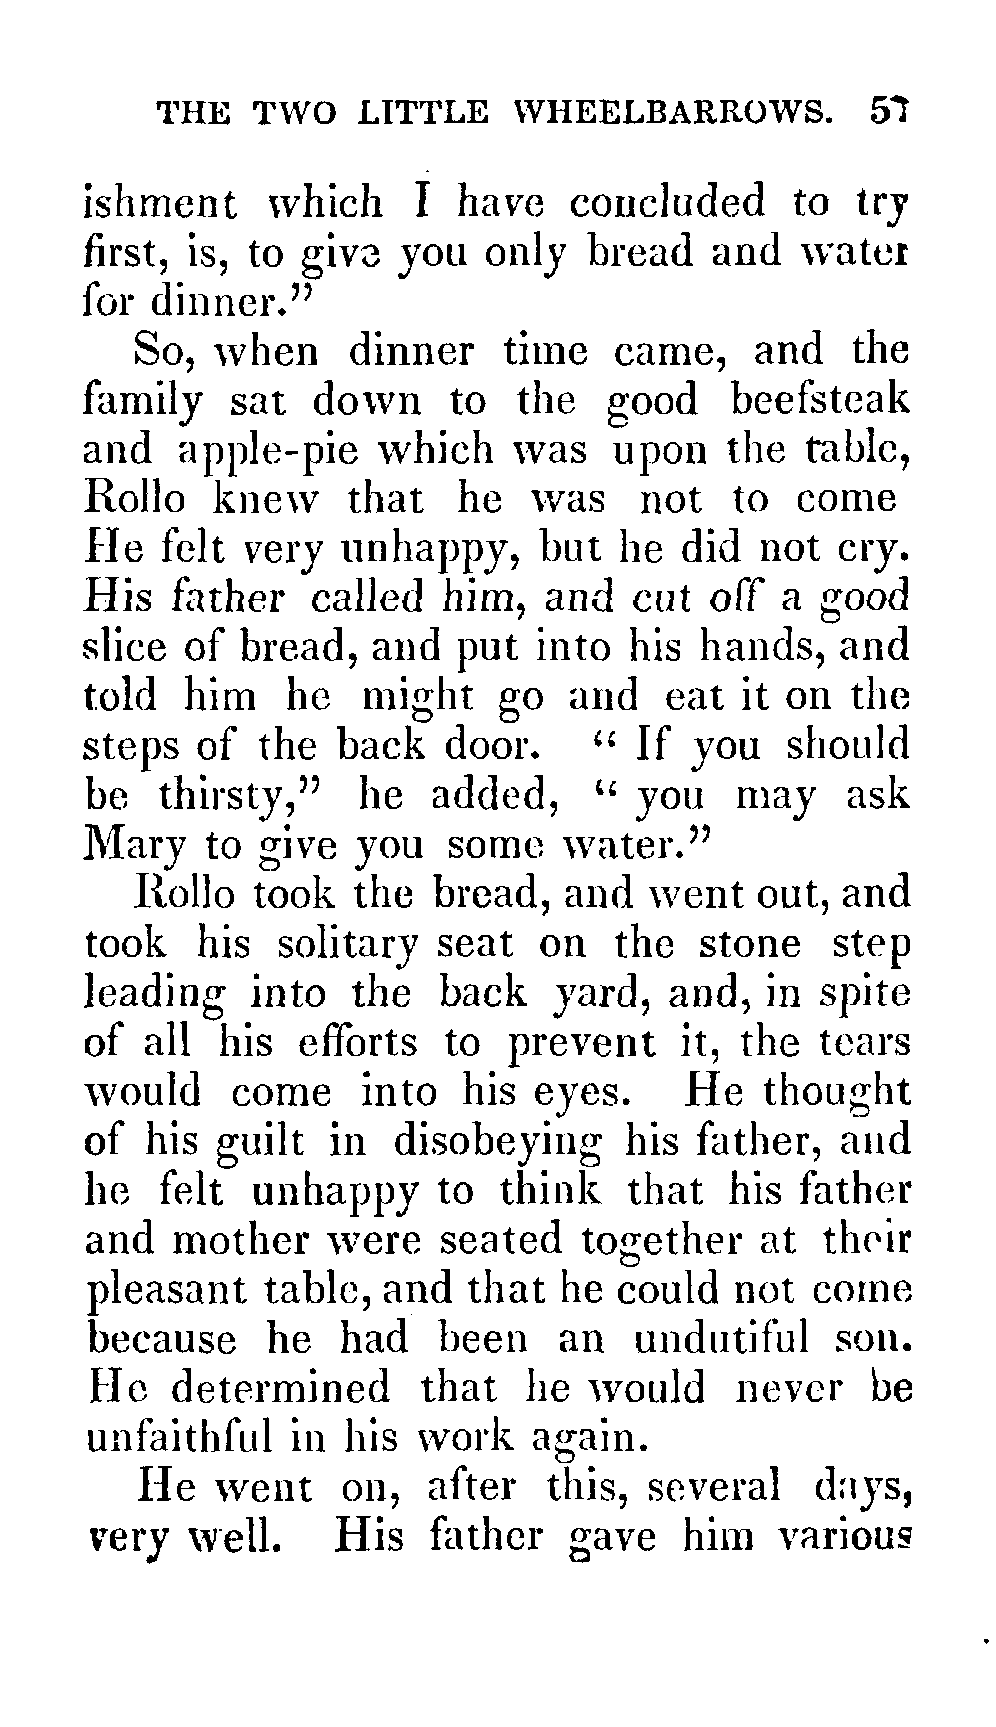 THE TWO LITTLE WHEELBARROWS. 57
ishment which I have concluded to try
first, is, to give you only bread and water
for dinner.”
So, when dinner time came, and the
family sat down to the good beefsteak
and apple-pie which was upon the table,
Rollo knew that he was not to come
He felt very unhappy, but he did not cry.
His father called him, and cut off a good
slice of bread, and put into his hands, and
told him he might go and eat it on the
steps of the back door. “ If you should
be thirsty,” he added, “ you may ask
Mary to give you some water.”
Rollo took the bread, and went out, and
took his solitary seat on the stone step
leading into the back yard, and, in spite
of all his efforts to prevent it, the tears
would come into his eyes. He thought
of his guilt in disobeying his father, and
he felt unhappy to think that his father
and mother were seated together at their
pleasant table, and that he could not come
because he had been an undutiful son.
He determined that he would never be
unfaithful in his work again.
He went on, after this, several days,
very well. His father gave him various